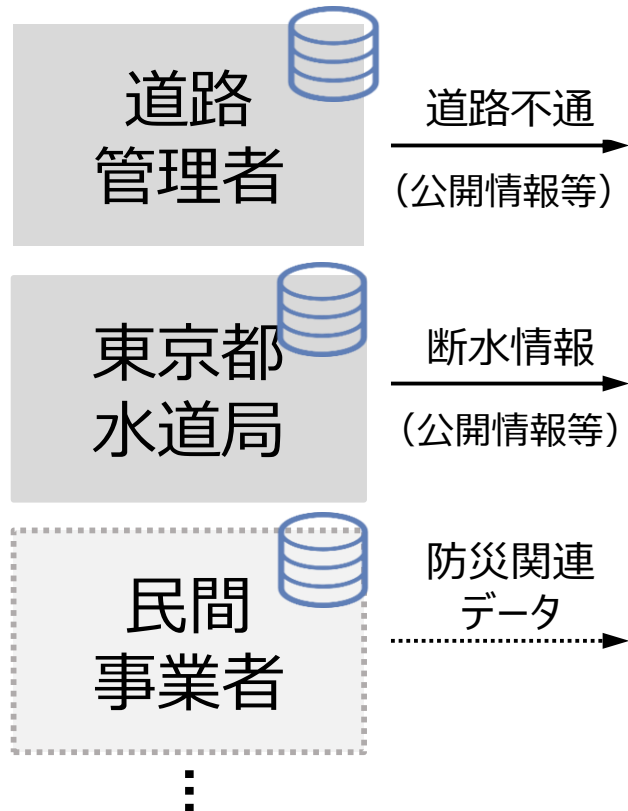 道路
管理者
道路不通
（公開情報等）
東京都
水道局
断水情報
（公開情報等）
民間
事業者
防災関連
データ